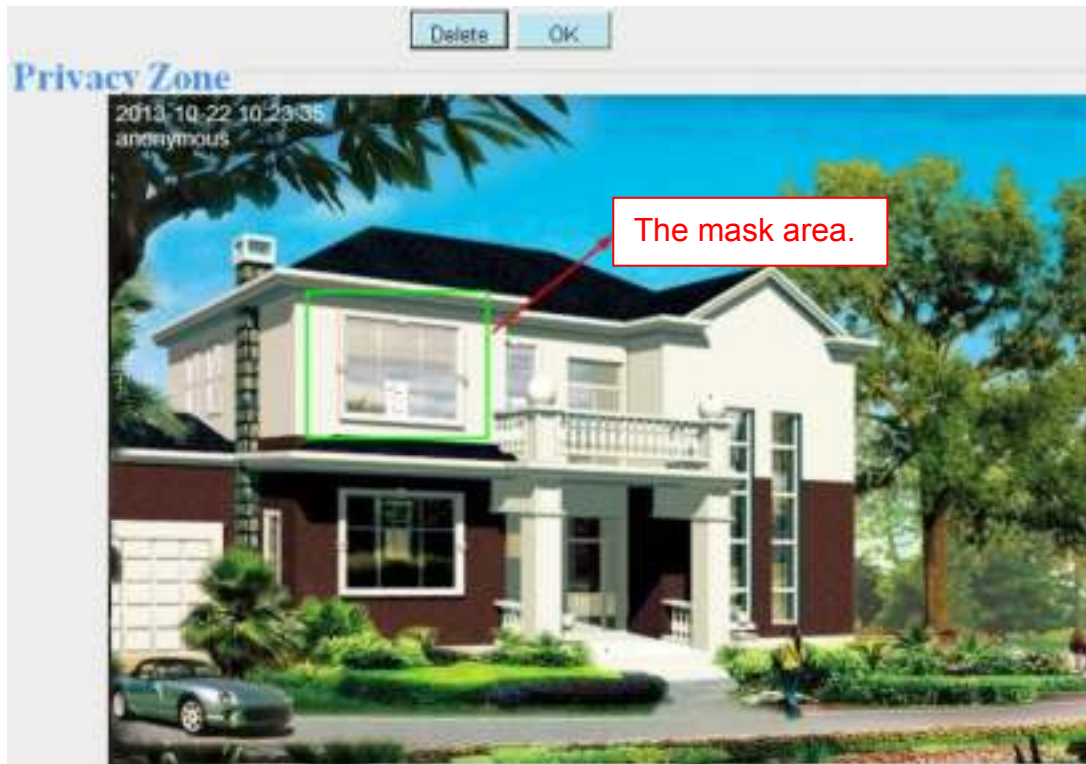 Delete OK
Privacy Zone
2013-10-22 10:23:35
anonymous
The mask area.